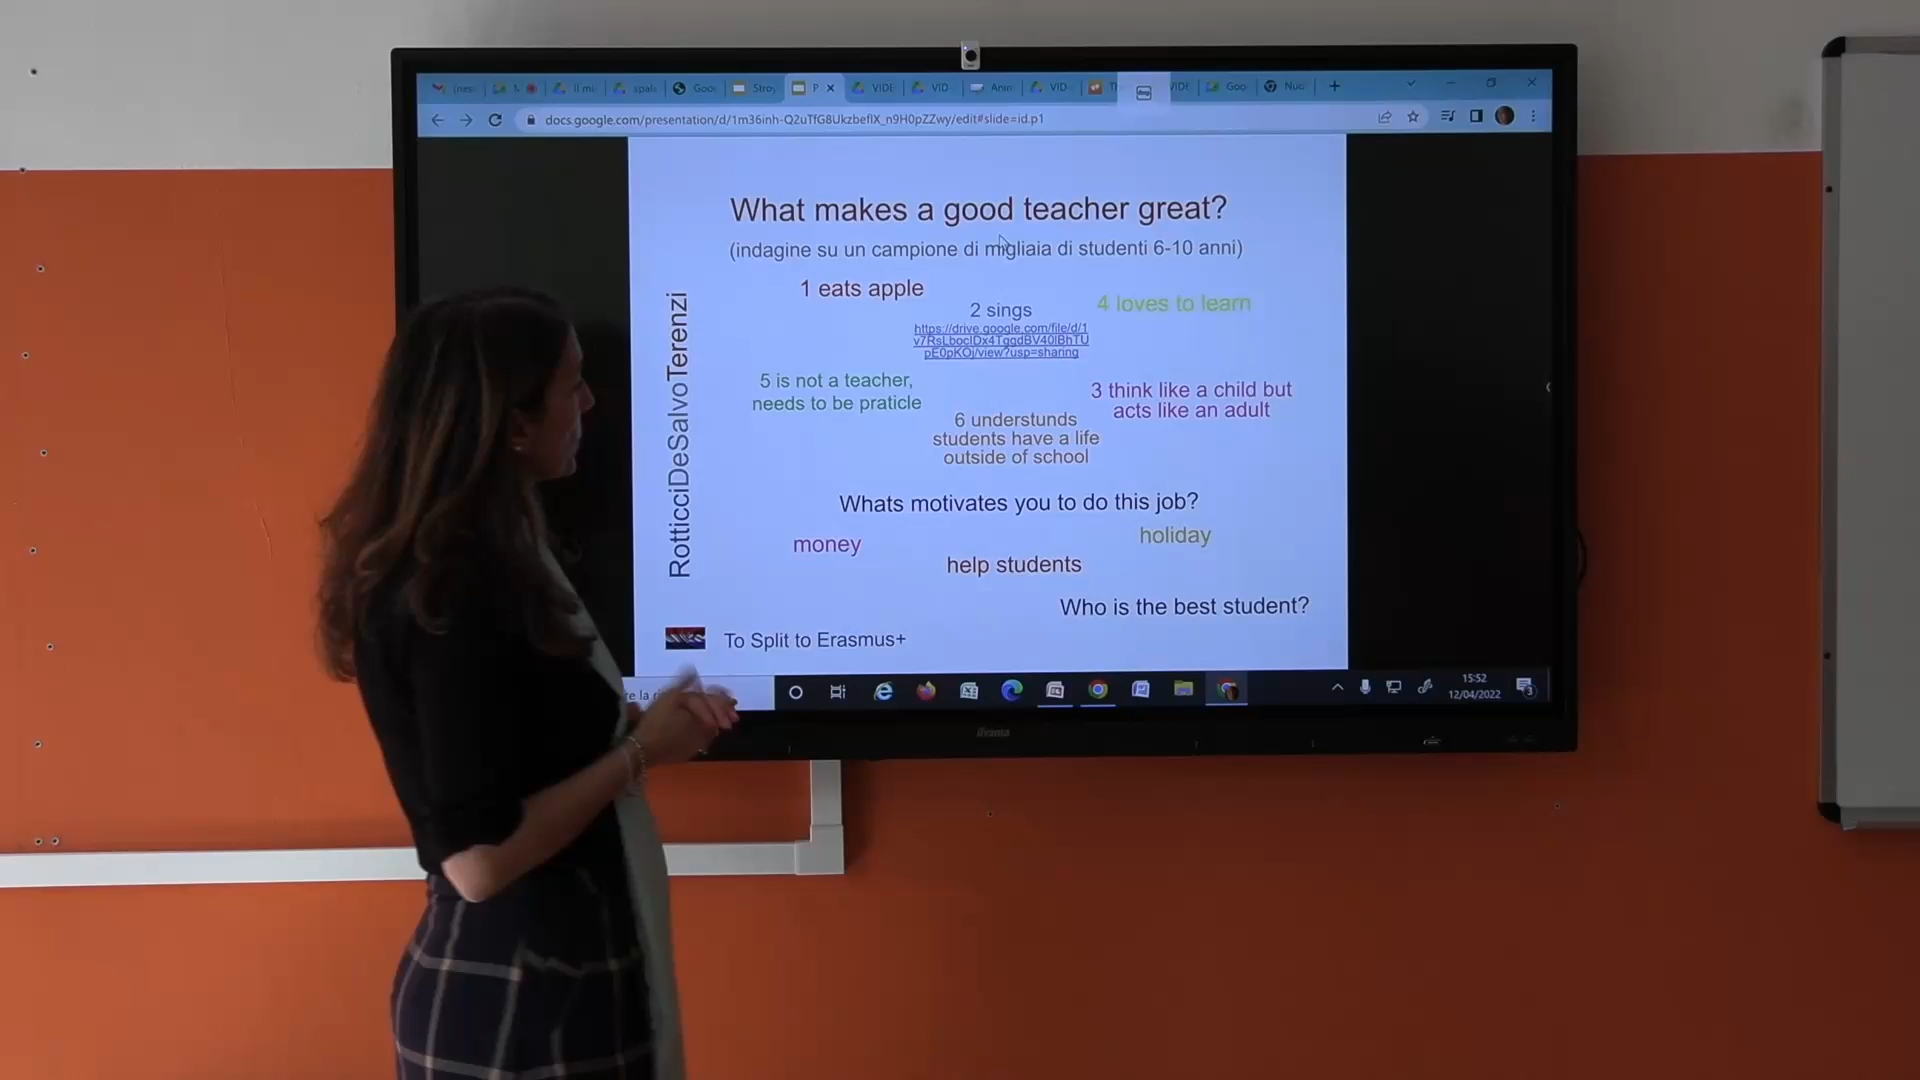 docs.google.com/presentation/d/1m36inh-Q2uTfG8UkzbeflX_n9H0pZZwy/edit#slide=id.p1
What makes a good teacher great?
(indagine su un campione di migliaia di studenti 6-10 anni)
1 eats apple
2 sings
4 loves to learn
https://drive.google.com/file/d/1
v7RsLboclDx4TggdBV40lBhTU
pE0pKOj/view?usp=sharing
5 is not a teacher,
needs to be praticle
3 think like a child but
acts like an adult
6 understunds
students have a life
outside of school
RotticciDeSalvoTerenzi
Whats motivates you to do this job?
money
holiday
help students
Who is the best student?
To Split to Erasmus+
15:52
12/04/2022
3
iiyama